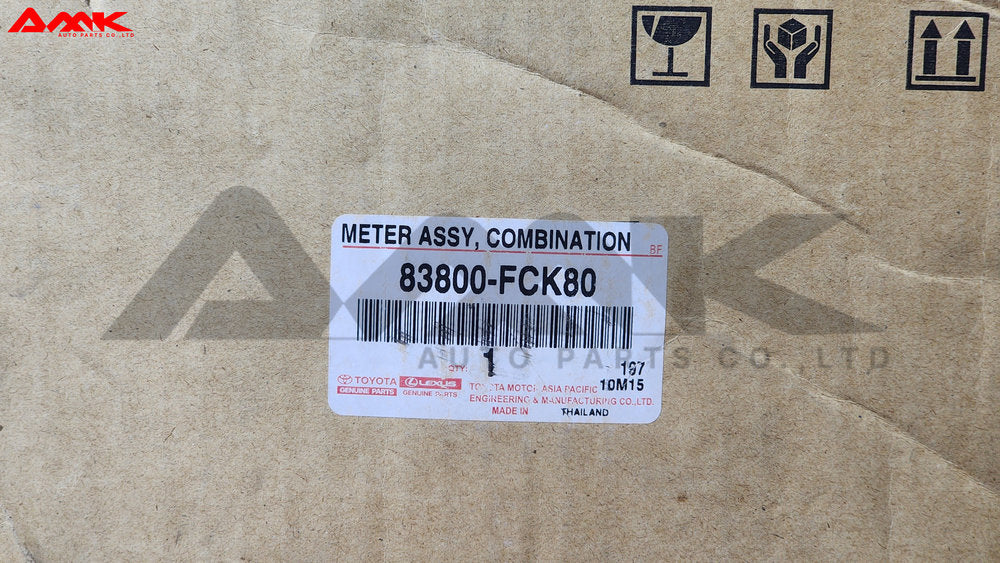 AMK
AUTO PARTS CO.,LTD
METER ASSY, COMBINATION
BF
83800-FCK80
AMK
AUTO PARTS CO.,LTD
QTY. 1
197
TOYOTA LEXUS
GENUINE PARTS GENUINE PARTS
TOYOTA MOTOR ASIA PACIFIC 10M15
ENGINEERING & MANUFACTURING CO.,LTD.
MADE IN THAILAND